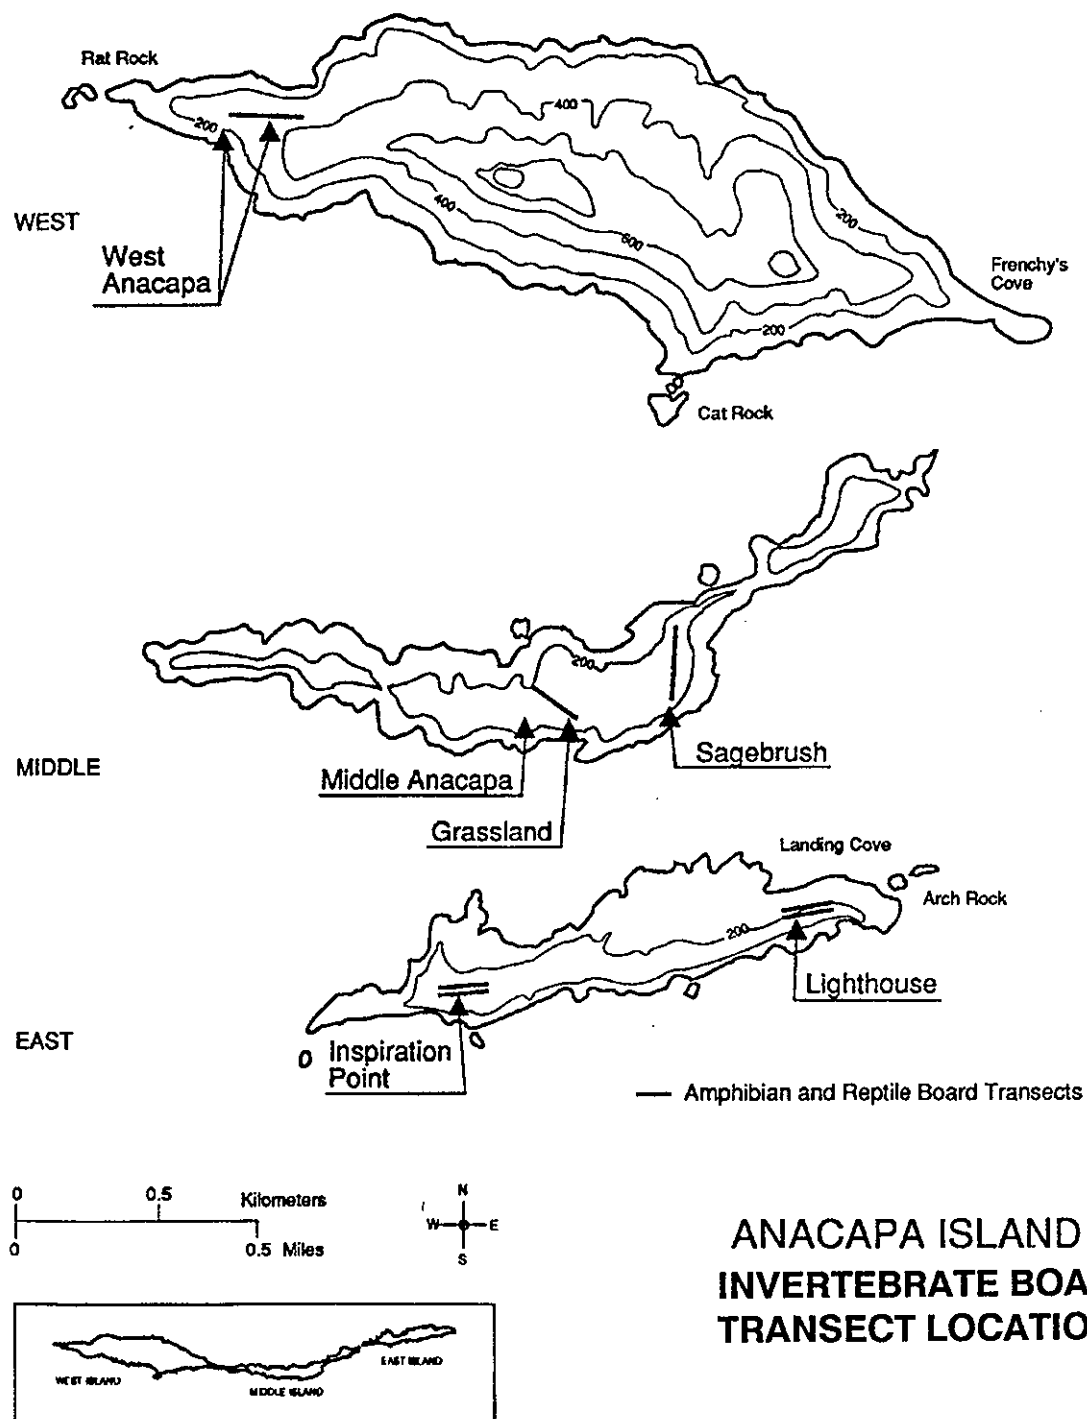 Rat Rock
400
200
400
200
WEST
West
Anacapa
600
Frenchy's
Cove
200
Cat Rock
200
MIDDLE
Middle Anacapa
Sagebrush
Grassland
Landing Cove
Arch Rock
200
Lighthouse
EAST
Inspiration
Point
Amphibian and Reptile Board Transects
0 0.5 Kilometers
0 0.5 Miles
N
W E
S
ANACAPA ISLAND
INVERTEBRATE BOA
TRANSECT LOCATIO
WEST ISLAND
MIDDLE ISLAND
EAST ISLAND